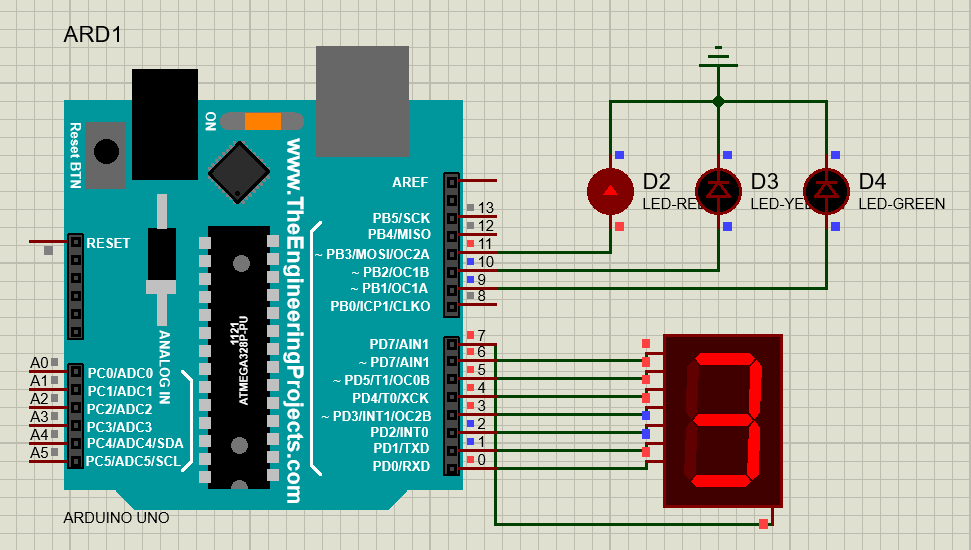 ARD1
Reset BTN
ON
www.TheEngineeringProjects.com
AREF
PB5/SCK
PB4/MISO
~ PB3/MOSI/OC2A
~ PB2/OC1B
~ PB1/OC1A
PB0/ICP1/CLKO
13
12
11
10
9
8
D2
LED-RE
D3
LED-YE
D4
LED-GREEN
RESET
1121
ATMEGA328P-PU
ANALOG IN
A0
A1
A2
A3
A4
A5
PC0/ADC0
PC1/ADC1
PC2/ADC2
PC3/ADC3
PC4/ADC4/SDA
PC5/ADC5/SCL
PD7/AIN1
~ PD7/AIN1
~ PD5/T1/OC0B
PD4/T0/XCK
~ PD3/INT1/OC2B
PD2/INT0
PD1/TXD
PD0/RXD
7
6
5
4
3
2
1
0
3
ARDUINO UNO